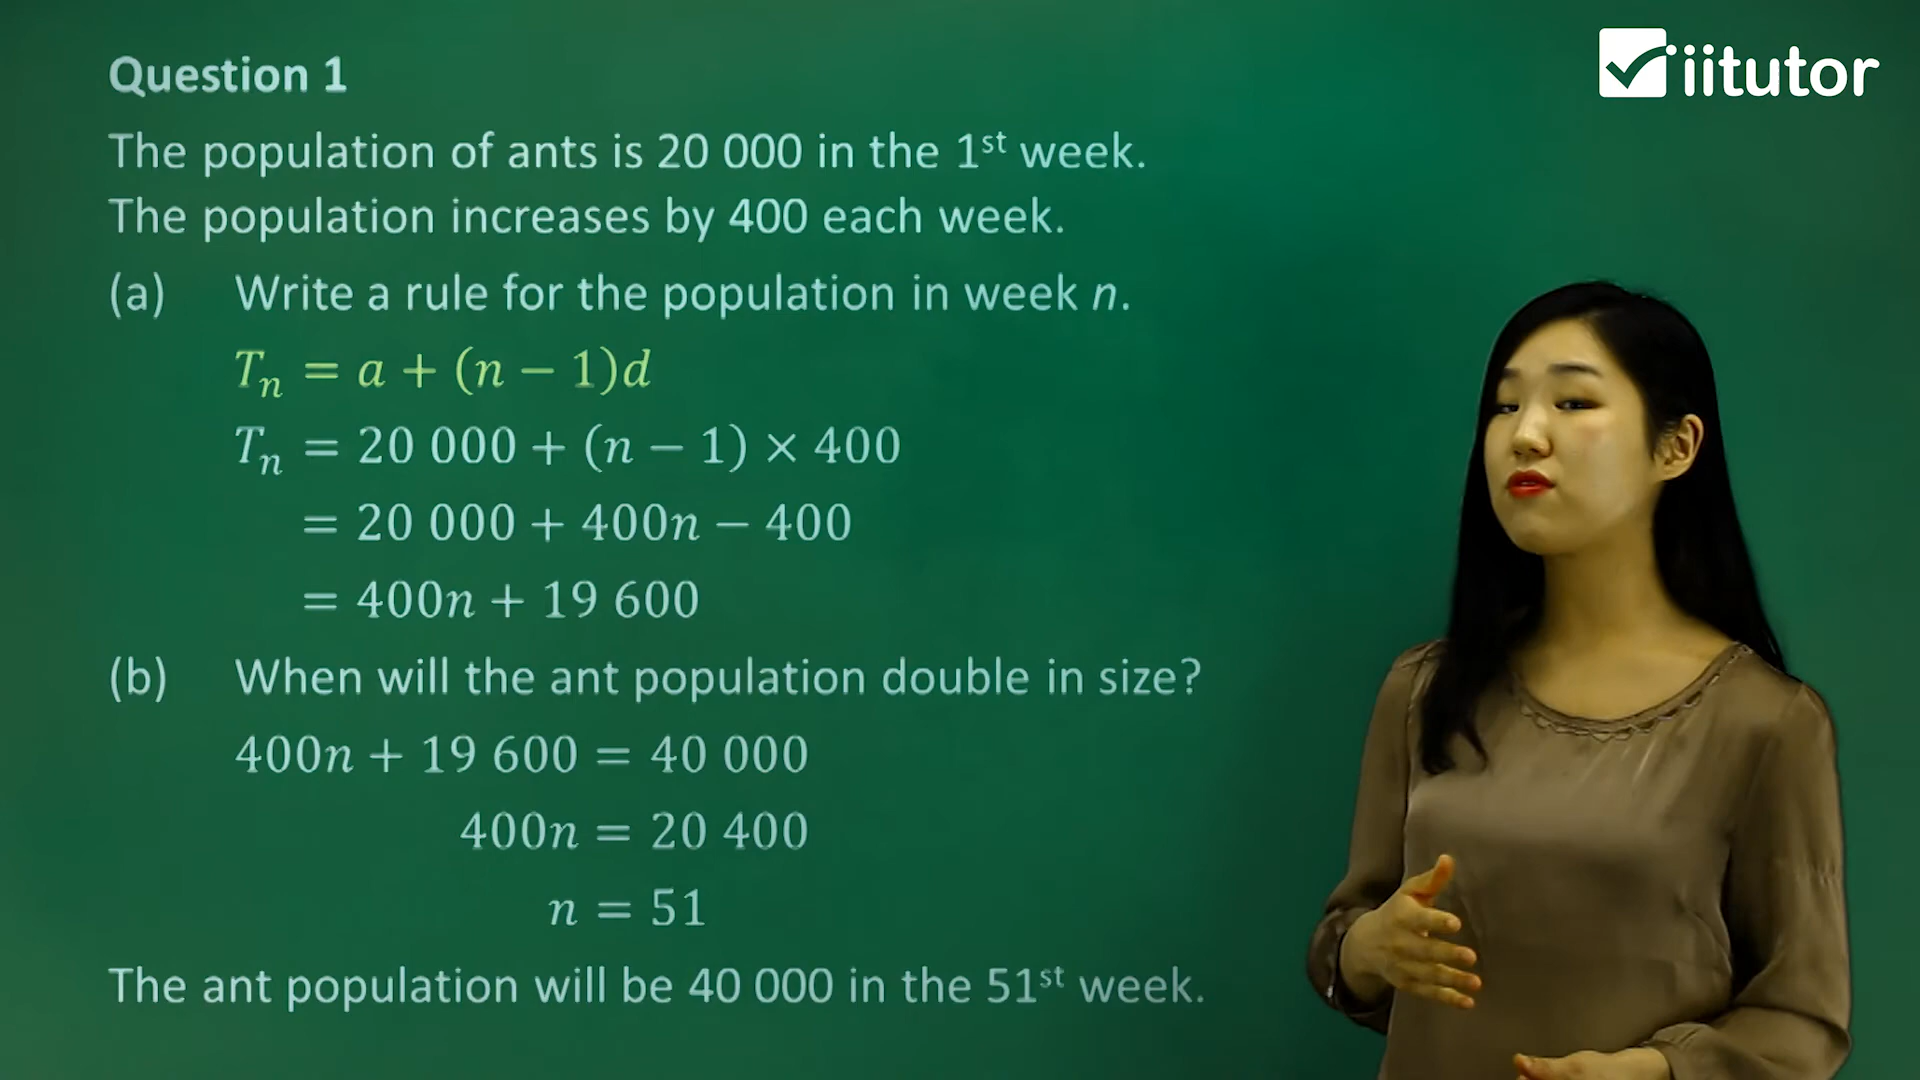 iitutor
Question 1
The population of ants is 20 000 in the 1st week.
The population increases by 400 each week.
(a) Write a rule for the population in week n.
Tₙ = a + (n − 1)d
Tₙ = 20 000 + (n − 1) × 400
= 20 000 + 400n − 400
= 400n + 19 600
(b) When will the ant population double in size?
400n + 19 600 = 40 000
400n = 20 400
n = 51
The ant population will be 40 000 in the 51st week.